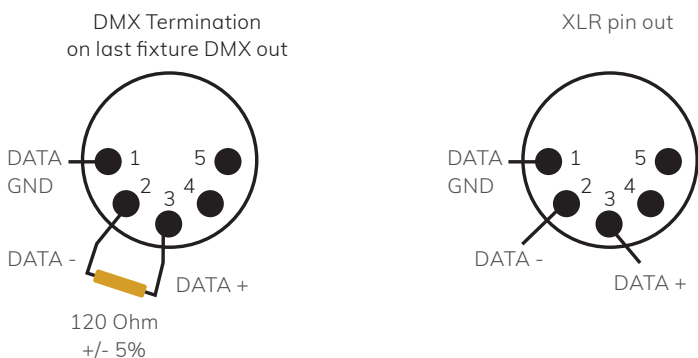 DMX Termination
on last fixture DMX out
DATA
GND
1
2
3
4
5
DATA -
DATA +
120 Ohm
+/- 5%
XLR pin out
DATA
GND
1
2
3
4
5
DATA -
DATA +